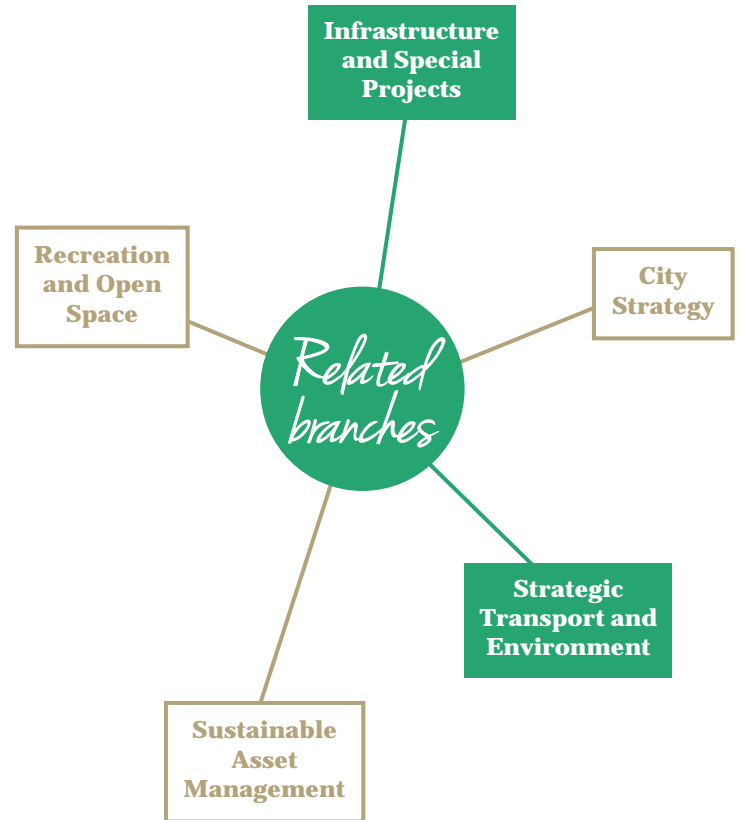 Infrastructure
and Special
Projects
Recreation
and Open
Space
City
Strategy
Related
branches
Strategic
Transport and
Environment
Sustainable
Asset
Management